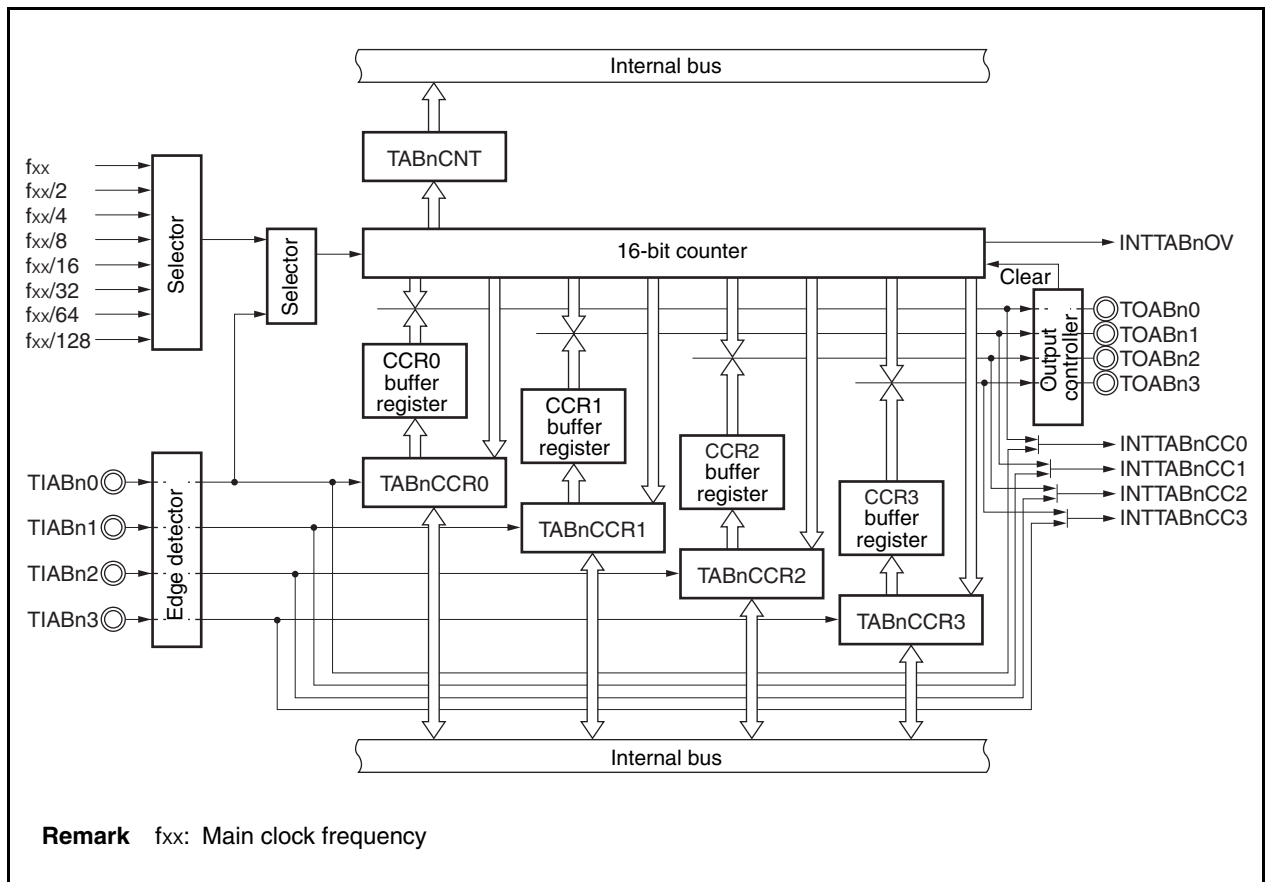 Internal bus
TABnCNT
fxx
fxx/2
fxx/4
fxx/8
fxx/16
fxx/32
fxx/64
fxx/128
Selector
Selector
16-bit counter
INTTABnOV
Clear
Output
controller
TOABn0
TOABn1
TOABn2
TOABn3
CCR0
buffer
register
CCR1
buffer
register
CCR2
buffer
register
CCR3
buffer
register
INTTABnCC0
INTTABnCC1
INTTABnCC2
INTTABnCC3
TIABn0
TIABn1
TIABn2
TIABn3
Edge detector
TABnCCR0
TABnCCR1
TABnCCR2
TABnCCR3
Internal bus
Remark fxx: Main clock frequency